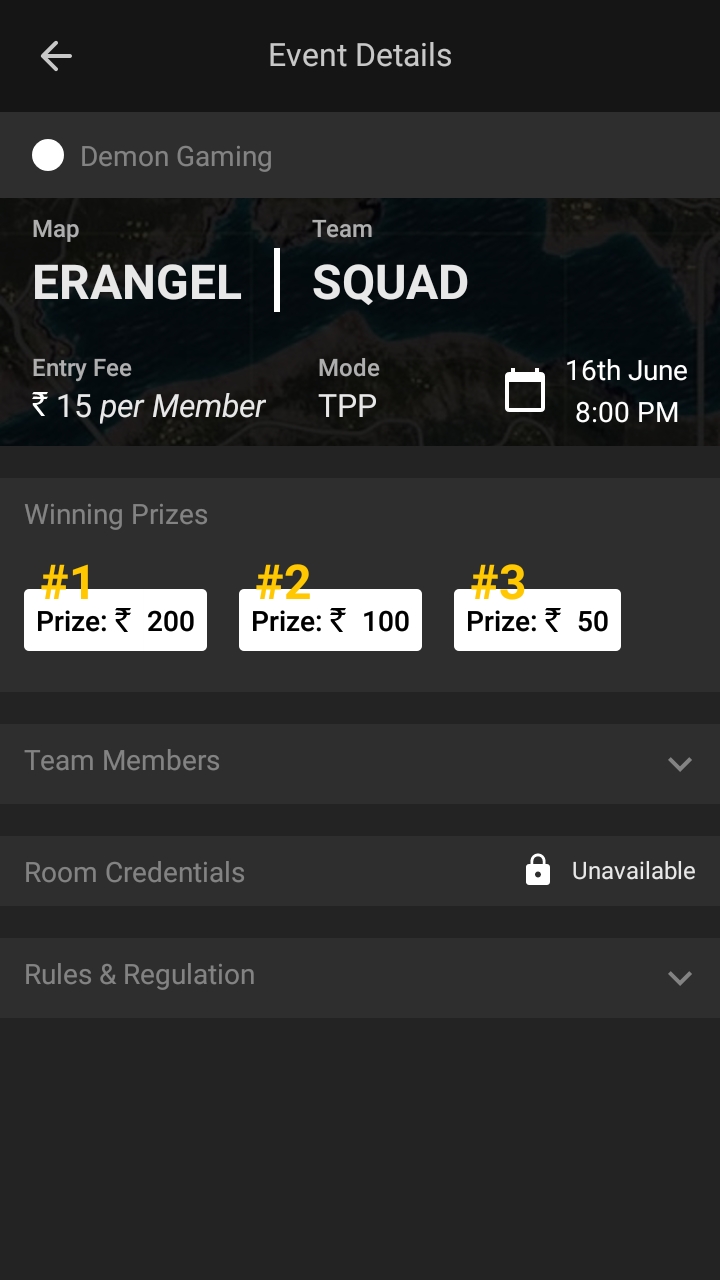 Event Details
Demon Gaming
Map
Team
ERANGEL
SQUAD
Entry Fee
Mode
16th June
₹ 15 per Member
TPP
8:00 PM
Winning Prizes
#1
#2
#3
Prize: ₹ 200
Prize: ₹ 100
Prize: ₹ 50
Team Members
Room Credentials
Unavailable
Rules & Regulation